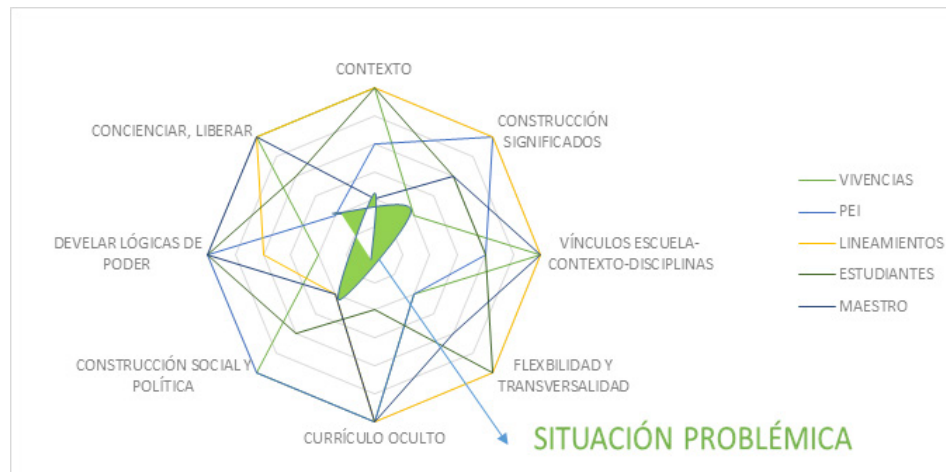 CONTEXTO
CONSTRUCCIÓN
SIGNIFICADOS
CONCIENCIAR, LIBERAR
VIVENCIAS
PEI
LINEAMIENTOS
ESTUDIANTES
MAESTRO
DEVELAR LÓGICAS DE
PODER
VÍNCULOS ESCUELA-
CONTEXTO-DISCIPLINAS
CONSTRUCCIÓN SOCIAL Y
POLÍTICA
FLEXBILIDAD Y
TRANSVERSALIDAD
CURRÍCULO OCULTO
SITUACIÓN PROBLÉMICA